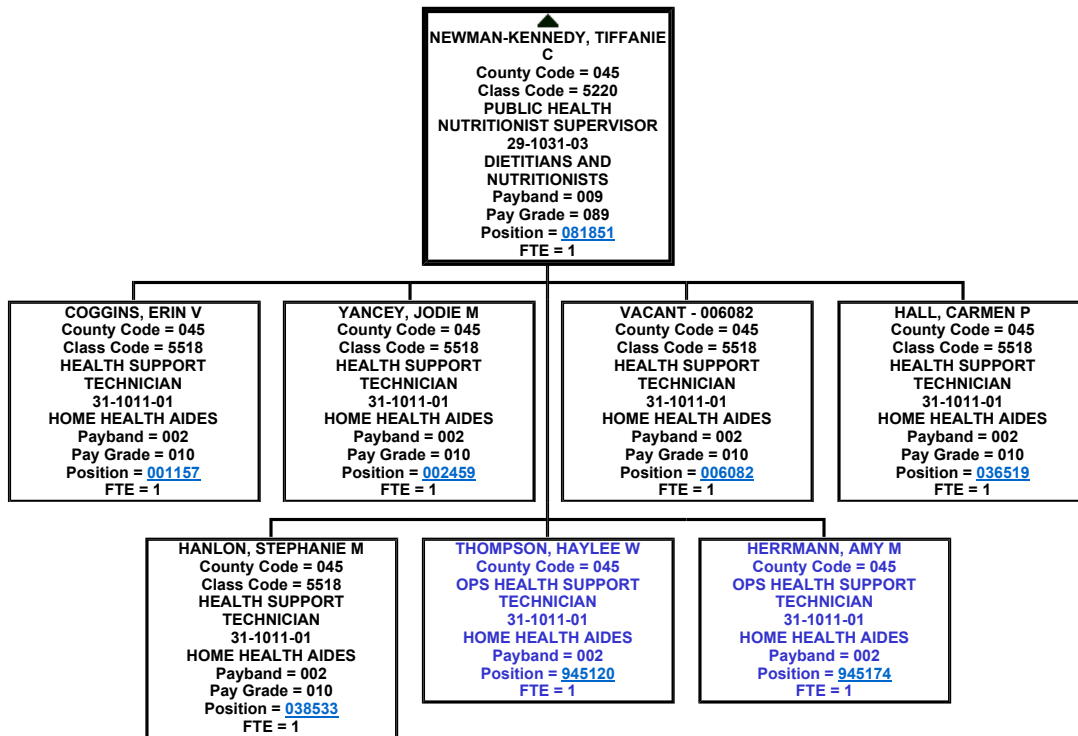 NEWMAN-KENNEDY, TIFFANIE
C
County Code = 045
Class Code = 5220
PUBLIC HEALTH
NUTRITIONIST SUPERVISOR
29-1031-03
DIETITIANS AND
NUTRITIONISTS
Payband = 009
Pay Grade = 089
Position = 081851
FTE = 1
COGGINS, ERIN V
County Code = 045
Class Code = 5518
HEALTH SUPPORT
TECHNICIAN
31-1011-01
HOME HEALTH AIDES
Payband = 002
Pay Grade = 010
Position = 001157
FTE = 1
YANCEY, JODIE M
County Code = 045
Class Code = 5518
HEALTH SUPPORT
TECHNICIAN
31-1011-01
HOME HEALTH AIDES
Payband = 002
Pay Grade = 010
Position = 002459
FTE = 1
VACANT - 006082
County Code = 045
Class Code = 5518
HEALTH SUPPORT
TECHNICIAN
31-1011-01
HOME HEALTH AIDES
Payband = 002
Pay Grade = 010
Position = 006082
FTE = 1
HALL, CARMEN P
County Code = 045
Class Code = 5518
HEALTH SUPPORT
TECHNICIAN
31-1011-01
HOME HEALTH AIDES
Payband = 002
Pay Grade = 010
Position = 036519
FTE = 1
HANLON, STEPHANIE M
County Code = 045
Class Code = 5518
HEALTH SUPPORT
TECHNICIAN
31-1011-01
HOME HEALTH AIDES
Payband = 002
Pay Grade = 010
Position = 038533
FTE = 1
THOMPSON, HAYLEE W
County Code = 045
OPS HEALTH SUPPORT
TECHNICIAN
31-1011-01
HOME HEALTH AIDES
Payband = 002
Position = 945120
FTE = 1
HERRMANN, AMY M
County Code = 045
OPS HEALTH SUPPORT
TECHNICIAN
31-1011-01
HOME HEALTH AIDES
Payband = 002
Position = 945174
FTE = 1